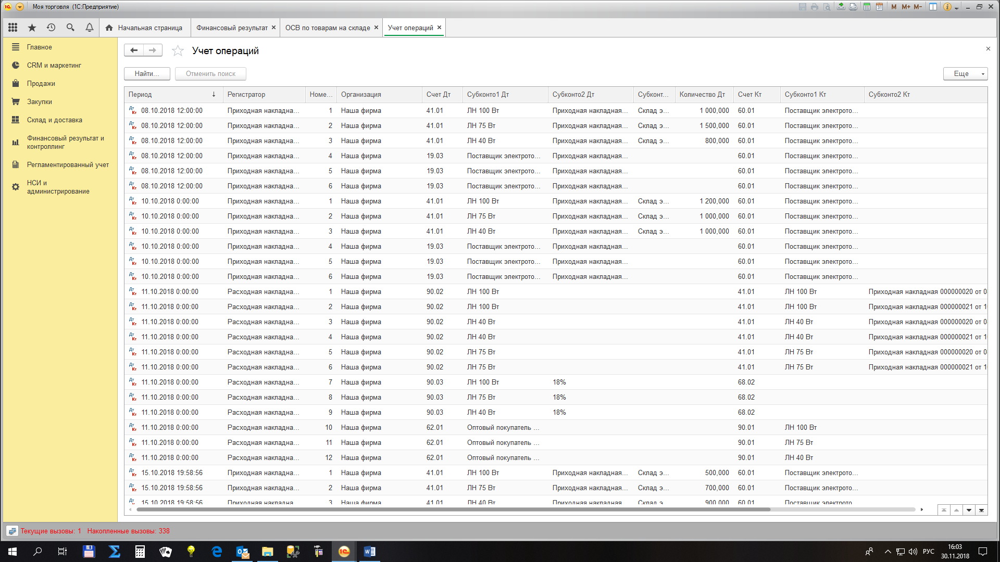 Моя торговля (1С:Предприятие)
M M+ M-
Начальная страница
Финансовый результат ×
ОСВ по товарам на складе ×
Учет операций ×
Главное
CRM и маркетинг
Продажи
Закупки
Склад и доставка
Финансовый результат и
контроллинг
Регламентированный учет
НСИ и
администрирование
Учет операций
Найти...
Отменить поиск
Еще
Период ↓ Регистратор Номе... Организация Счет Дт Субконто1 Дт Субконто2 Дт Субконт... Количество Дт Счет Кт Субконто1 Кт Субконто2 Кт
08.10.2018 12:00:00 Приходная накладна... 1 Наша фирма 41.01 ЛН 100 Вт Приходная накладная... Склад э... 1 000,000 60.01 Поставщик электрото...
08.10.2018 12:00:00 Приходная накладна... 2 Наша фирма 41.01 ЛН 75 Вт Приходная накладная... Склад э... 1 500,000 60.01 Поставщик электрото...
08.10.2018 12:00:00 Приходная накладна... 3 Наша фирма 41.01 ЛН 40 Вт Приходная накладная... Склад э... 800,000 60.01 Поставщик электрото...
08.10.2018 12:00:00 Приходная накладна... 4 Наша фирма 19.03 Поставщик электрото... Приходная накладная... 60.01 Поставщик электрото...
08.10.2018 12:00:00 Приходная накладна... 5 Наша фирма 19.03 Поставщик электрото... Приходная накладная... 60.01 Поставщик электрото...
08.10.2018 12:00:00 Приходная накладна... 6 Наша фирма 19.03 Поставщик электрото... Приходная накладная... 60.01 Поставщик электрото...
10.10.2018 0:00:00 Приходная накладна... 1 Наша фирма 41.01 ЛН 100 Вт Приходная накладная... Склад э... 1 200,000 60.01 Поставщик электрото...
10.10.2018 0:00:00 Приходная накладна... 2 Наша фирма 41.01 ЛН 75 Вт Приходная накладная... Склад э... 1 000,000 60.01 Поставщик электрото...
10.10.2018 0:00:00 Приходная накладна... 3 Наша фирма 41.01 ЛН 40 Вт Приходная накладная... Склад э... 1 000,000 60.01 Поставщик электрото...
10.10.2018 0:00:00 Приходная накладна... 4 Наша фирма 19.03 Поставщик электрото... Приходная накладная... 60.01 Поставщик электрото...
10.10.2018 0:00:00 Приходная накладна... 5 Наша фирма 19.03 Поставщик электрото... Приходная накладная... 60.01 Поставщик электрото...
10.10.2018 0:00:00 Приходная накладна... 6 Наша фирма 19.03 Поставщик электрото... Приходная накладная... 60.01 Поставщик электрото...
11.10.2018 0:00:00 Расходная накладна... 1 Наша фирма 90.02 ЛН 100 Вт 41.01 ЛН 100 Вт Приходная накладная 000000020 от 0
11.10.2018 0:00:00 Расходная накладна... 2 Наша фирма 90.02 ЛН 100 Вт 41.01 ЛН 100 Вт Приходная накладная 000000021 от 1
11.10.2018 0:00:00 Расходная накладна... 3 Наша фирма 90.02 ЛН 40 Вт 41.01 ЛН 40 Вт Приходная накладная 000000020 от 0
11.10.2018 0:00:00 Расходная накладна... 4 Наша фирма 90.02 ЛН 40 Вт 41.01 ЛН 40 Вт Приходная накладная 000000021 от 1
11.10.2018 0:00:00 Расходная накладна... 5 Наша фирма 90.02 ЛН 75 Вт 41.01 ЛН 75 Вт Приходная накладная 000000020 от 0
11.10.2018 0:00:00 Расходная накладна... 6 Наша фирма 90.02 ЛН 75 Вт 41.01 ЛН 75 Вт Приходная накладная 000000021 от 1
11.10.2018 0:00:00 Расходная накладна... 7 Наша фирма 90.03 ЛН 100 Вт 18% 68.02
11.10.2018 0:00:00 Расходная накладна... 8 Наша фирма 90.03 ЛН 75 Вт 18% 68.02
11.10.2018 0:00:00 Расходная накладна... 9 Наша фирма 90.03 ЛН 40 Вт 18% 68.02
11.10.2018 0:00:00 Расходная накладна... 10 Наша фирма 62.01 Оптовый покупатель ... 90.01 ЛН 100 Вт
11.10.2018 0:00:00 Расходная накладна... 11 Наша фирма 62.01 Оптовый покупатель ... 90.01 ЛН 75 Вт
11.10.2018 0:00:00 Расходная накладна... 12 Наша фирма 62.01 Оптовый покупатель ... 90.01 ЛН 40 Вт
15.10.2018 19:58:56 Приходная накладна... 1 Наша фирма 41.01 ЛН 100 Вт Приходная накладная... Склад э... 500,000 60.01 Поставщик электрото...
15.10.2018 19:58:56 Приходная накладна... 2 Наша фирма 41.01 ЛН 75 Вт Приходная накладная... Склад э... 700,000 60.01 Поставщик электрото...
15.10.2018 19:58:56 Приходная накладна... 3 Наша фирма 41.01 ЛН 40 Вт Приходная накладная... Склад э... 900,000 60.01 Поставщик электрото...
Текущие вызовы: 1 Накопленные вызовы: 338
РУС
16:03
30.11.2018